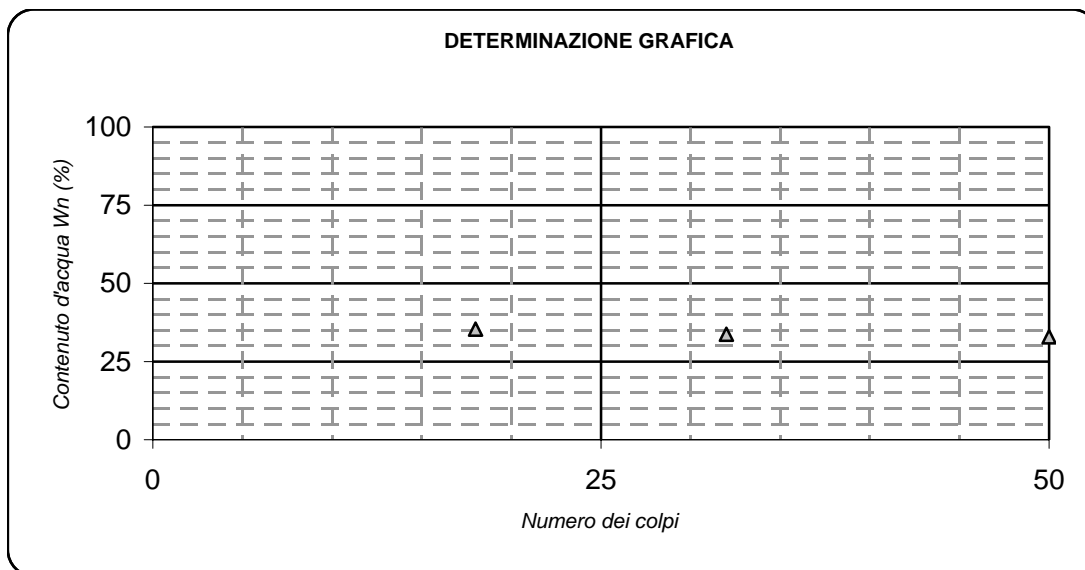 DETERMINAZIONE GRAFICA
Contenuto d'acqua Wn (%)
100
75
50
25
0
0 25 50
Numero dei colpi